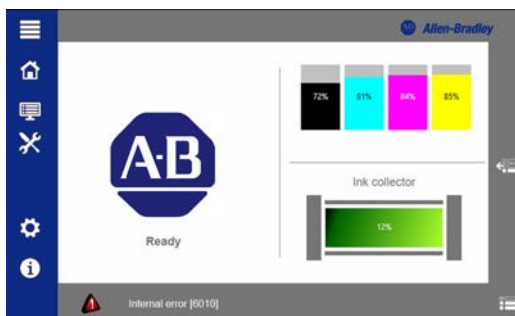 Allen-Bradley
72%
81%
84%
85%
A-B
Ready
Ink collector
12%
Internal error [6010]